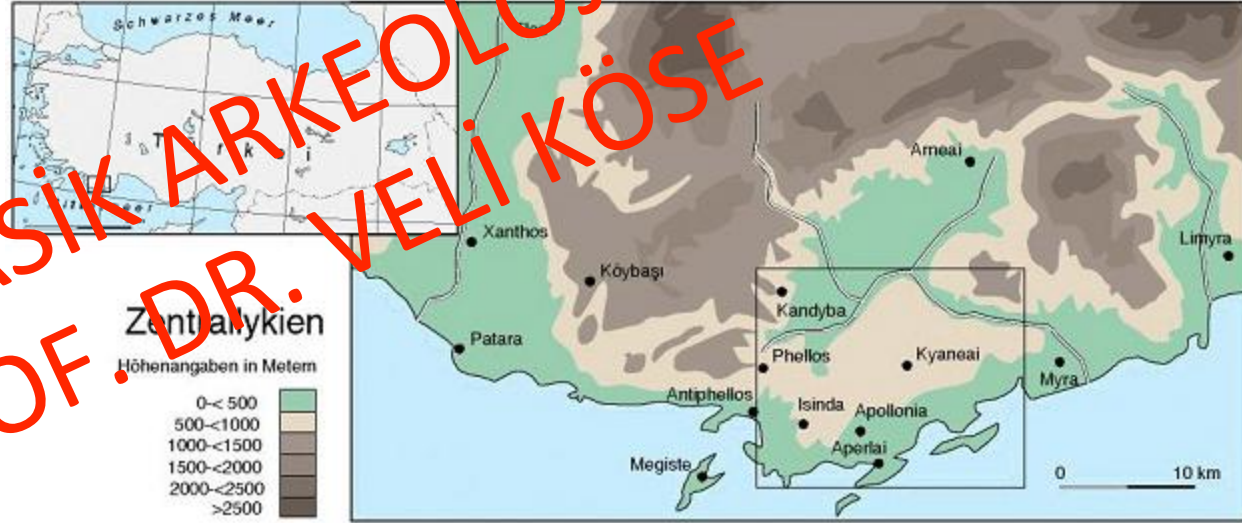 Schwarzes Meer
T r k i
SİK ARKEOLOJ
OF. DR. VELİ KÖSE
Arneai
Xanthos
Limyra
Köybaşı
Kandyba
Zentrallykien
Höhenangaben in Metern
Patara
Phellos
Kyaneai
Myra
Antiphellos
Isinda
Apollonia
Aperlai
Megiste
0-< 500
500-<1000
1000-<1500
1500-<2000
2000-<2500
>2500
0 10 km